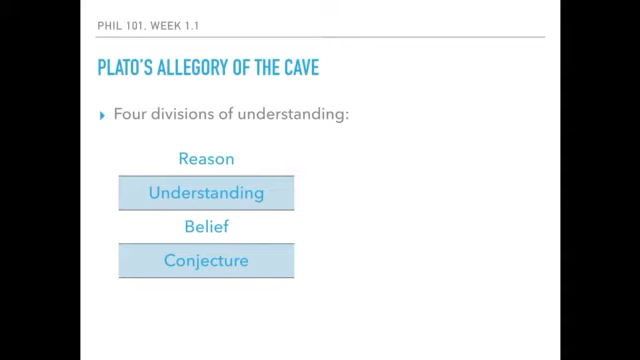 PHIL 101, WEEK 1.1
PLATO'S ALLEGORY OF THE CAVE
Four divisions of understanding:
Reason
Understanding
Belief
Conjecture